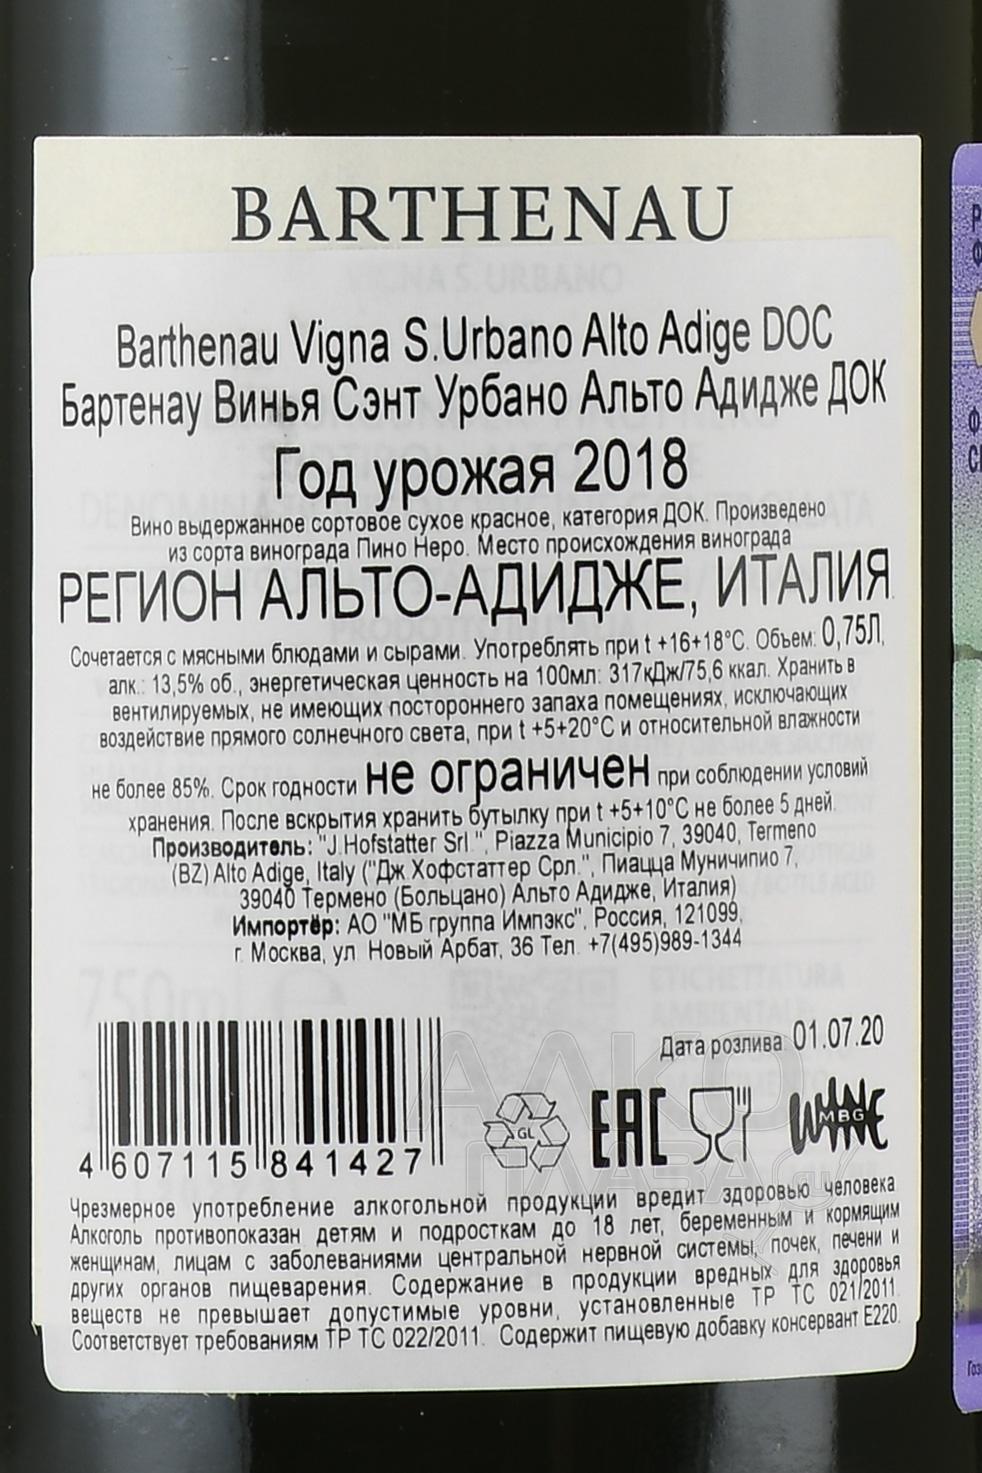 BARTHENAU
VIGNA S. URBANO
Barthenau Vigna S.Urbano Alto Adige DOC
Бартенау Винья Сэнт Урбано Альто Адидже ДОК
Год урожая 2018
Вино выдержанное сортовое сухое красное, категория ДОК. Произведено
из сорта винограда Пино Неро. Место происхождения винограда
РЕГИОН АЛЬТО-АДИДЖЕ, ИТАЛИЯ.
Сочетается с мясными блюдами и сырами. Употреблять при t +16+18°С. Объем: 0,75Л,
алк.: 13,5% об., энергетическая ценность на 100мл: 317кДж/75,6 ккал. Хранить в
вентилируемых, не имеющих постороннего запаха помещениях, исключающих
воздействие прямого солнечного света, при t +5+20°С и относительной влажности
не более 85%. Срок годности не ограничен при соблюдении условий
хранения. После вскрытия хранить бутылку при t +5+10°С не более 5 дней.
Производитель: "J.Hofstatter Srl.", Piazza Municipio 7, 39040, Termeno
(BZ) Alto Adige, Italy ("Дж.Хофстаттер Срл.", Пиацца Муничипио 7,
39040 Термено (Больцано) Альто Адидже, Италия)
Импортёр: АО "МБ группа Импэкс". Россия, 121099,
г. Москва, ул. Новый Арбат, 36 Тел. +7(495)989-1344
750ml e
ETICHETTATURA
AMBIENTALE
Дата розлива: 01.07.20
GL
EAC
WINE
MBG
4 607115 841427
АЛКО
ПЛАЗА.ru
Чрезмерное употребление алкогольной продукции вредит здоровью человека.
Алкоголь противопоказан детям и подросткам до 18 лет, беременным и кормящим
женщинам, лицам с заболеваниями центральной нервной системы, почек, печени и
других органов пищеварения. Содержание в продукции вредных для здоровья
веществ не превышает допустимые уровни, установленные ТР ТС 021/2011.
Соответствует требованиям ТР ТС 022/2011. Содержит пищевую добавку консервант Е220.